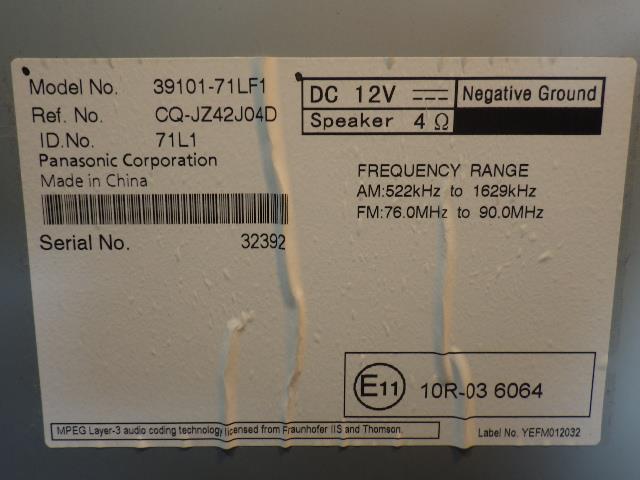 Model No. 39101-71LF1
Ref. No. CQ-JZ42J04D
ID.No. 71L1
Panasonic Corporation
Made in China
Serial No. 32392
DC 12V ⎓ Negative Ground
Speaker 4Ω
FREQUENCY RANGE
AM:522kHz to 1629kHz
FM:76.0MHz to 90.0MHz
E11 10R-03 6064
MPEG Layer-3 audio coding technology licensed from Fraunhofer IIS and Thomson.
Label No. YEFM012032